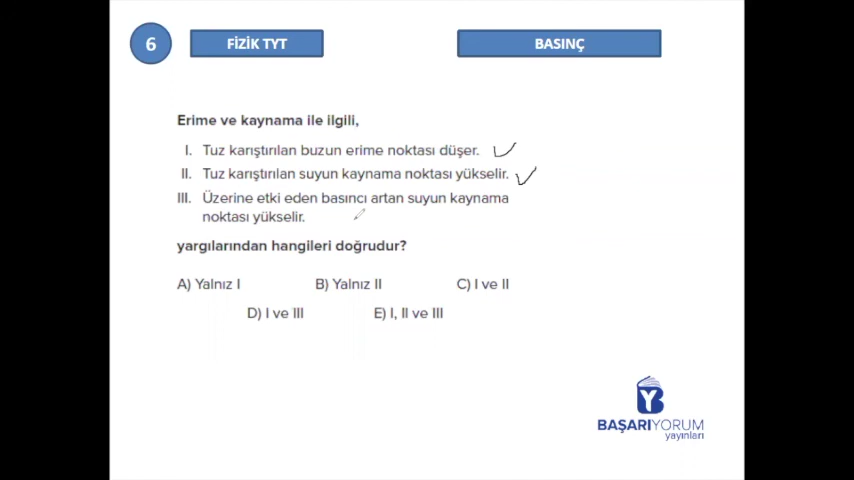 6
FİZİK TYT
BASINÇ
Erime ve kaynama ile ilgili,
I. Tuz karıştırılan buzun erime noktası düşer.
II. Tuz karıştırılan suyun kaynama noktası yükselir.
III. Üzerine etki eden basıncı artan suyun kaynama
noktası yükselir.
yargılarından hangileri doğrudur?
A) Yalnız I B) Yalnız II C) I ve II
D) I ve III E) I, II ve III
BAŞARIYORUM
yayınları